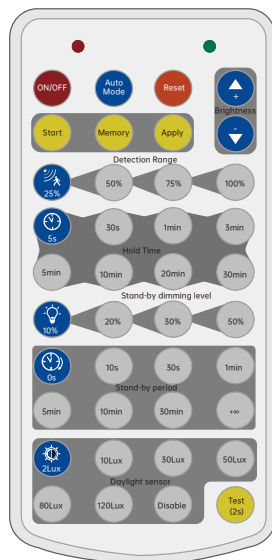 ON/OFF
Auto
Mode
Reset
+
Brightness
-
Start
Memory
Apply
Detection Range
25%
50%
75%
100%
5s
30s
1min
3min
Hold Time
5min
10min
20min
30min
Stand-by dimming level
10%
20%
30%
50%
0s
10s
30s
1min
Stand-by period
5min
10min
30min
+∞
2Lux
10Lux
30Lux
50Lux
Daylight sensor
80Lux
120Lux
Disable
Test
(2s)